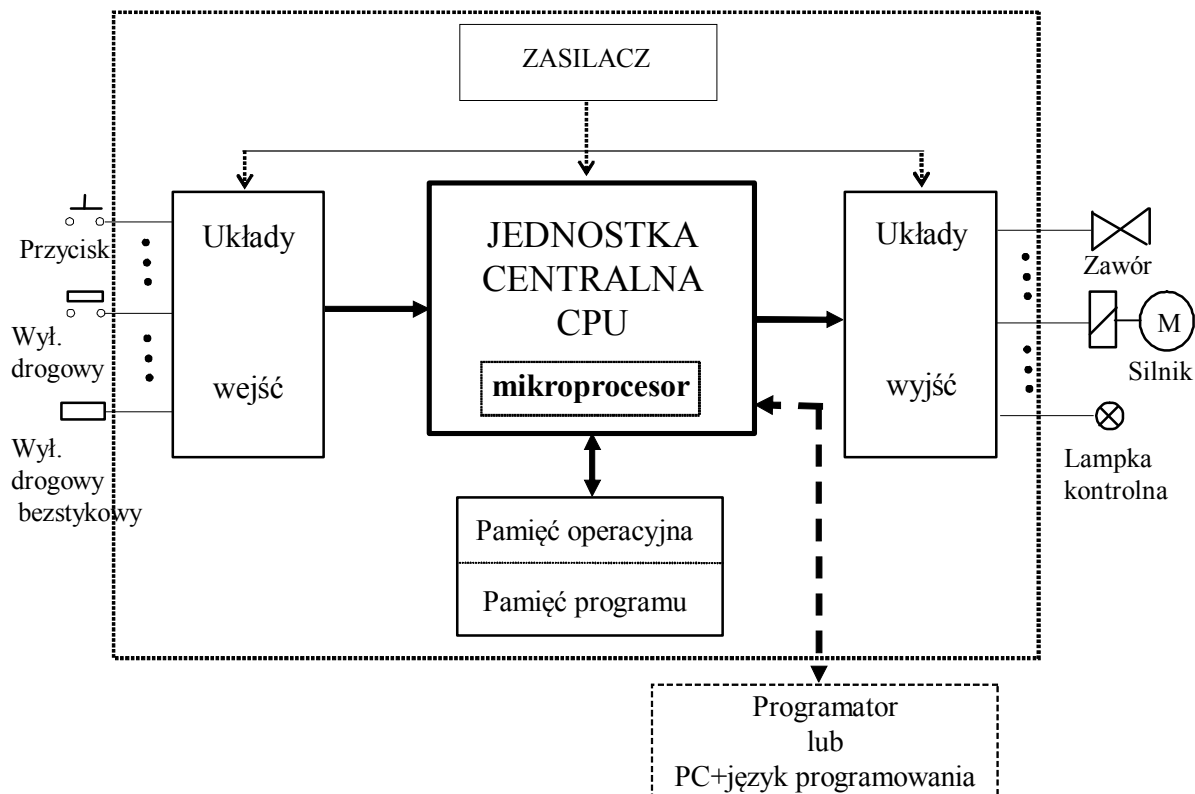 ZASILACZ
Przycisk
Wył.
drogowy
Wył.
drogowy
bezstykowy
Układy
wejść
JEDNOSTKA
CENTRALNA
CPU
mikroprocesor
Pamięć operacyjna
Pamięć programu
Układy
wyjść
Zawór
M
Silnik
Lampka
kontrolna
Programator
lub
PC+język programowania